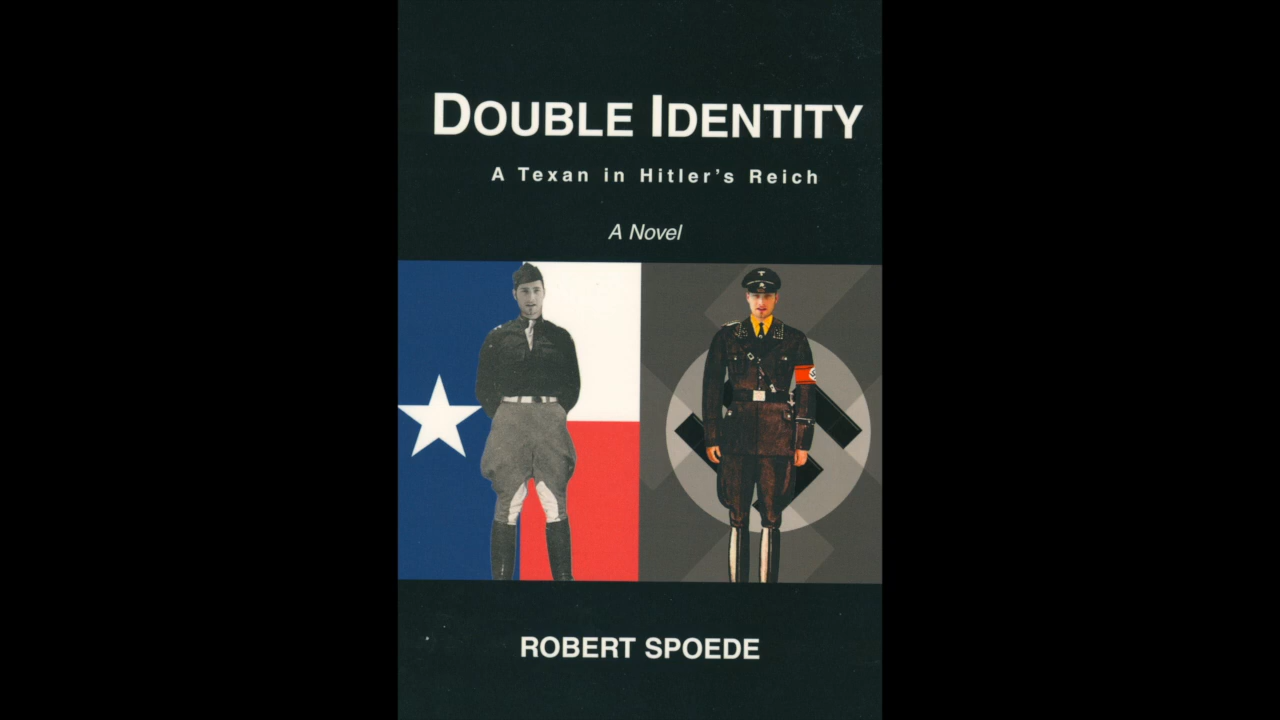 DOUBLE IDENTITY
A Texan in Hitler's Reich
A Novel
ROBERT SPOEDE